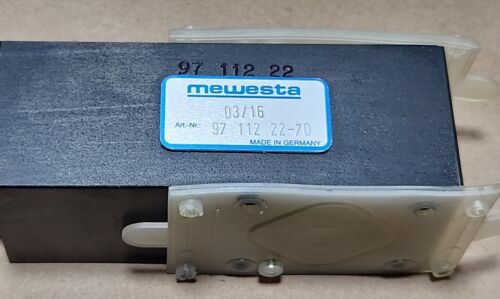 97 112 22
mewesta
03/16
Art.-Nr.: 97 112 22-70
MADE IN GERMANY